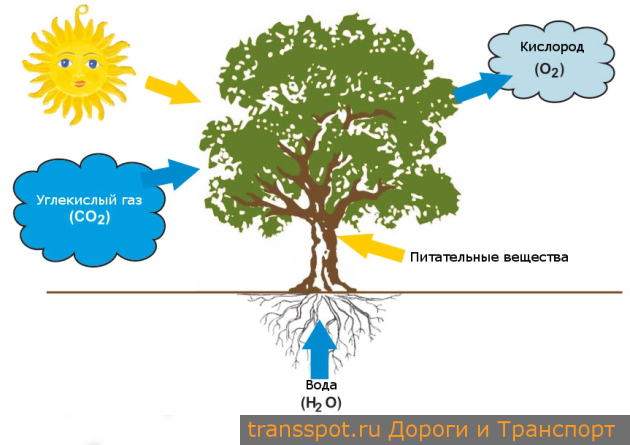 Кислород
(O2)
Углекислый газ
(CO2)
Питательные вещества
Вода
(H2 O)
transspot.ru Дороги и Транспорт